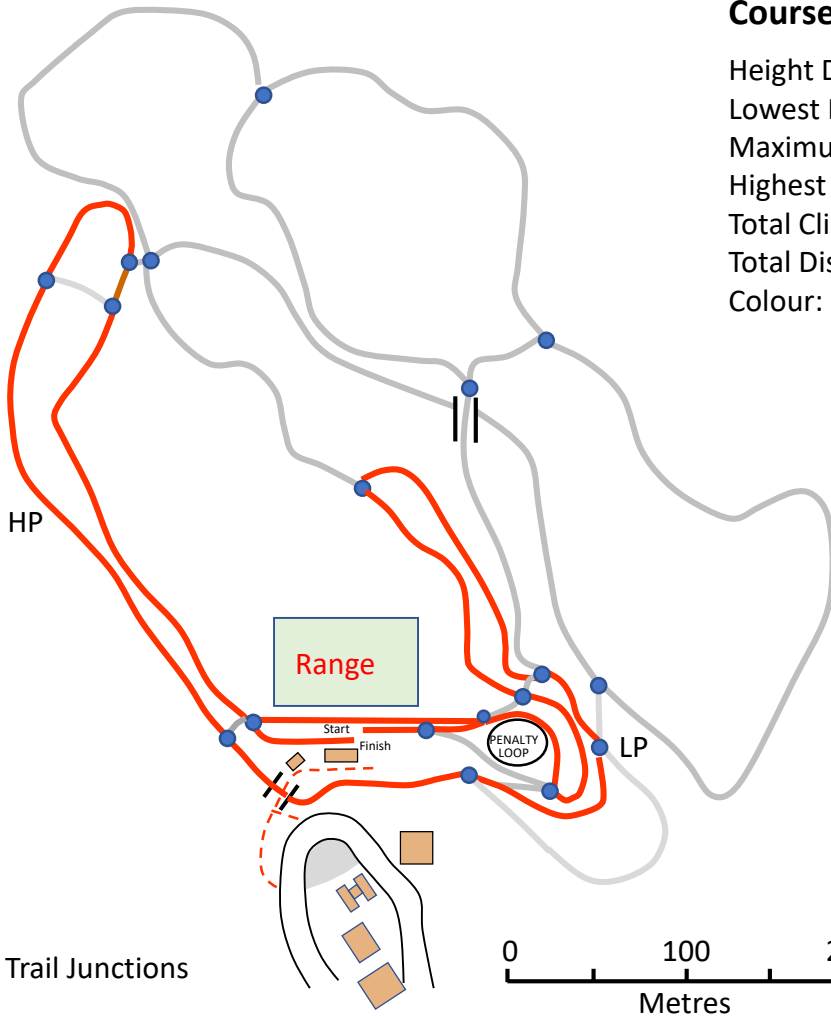 Course
Height D
Lowest
Maximu
Highest
Total Cli
Total Dis
Colour:
HP
Range
Start
Finish
PENALTY
LOOP
LP
Trail Junctions
0 100 2
Metres